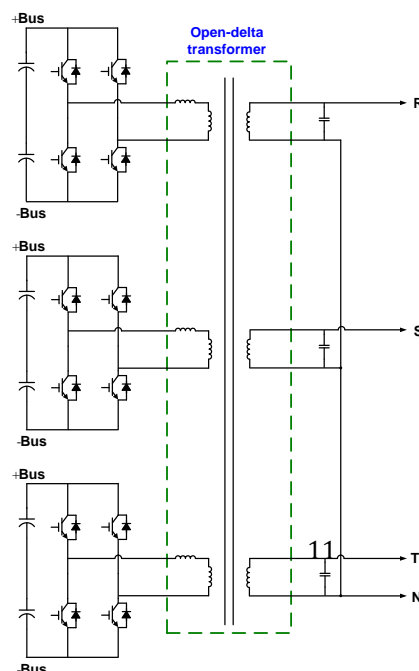 +Bus
Open-delta
transformer
R
-Bus
+Bus
S
-Bus
+Bus
11
T
N
-Bus